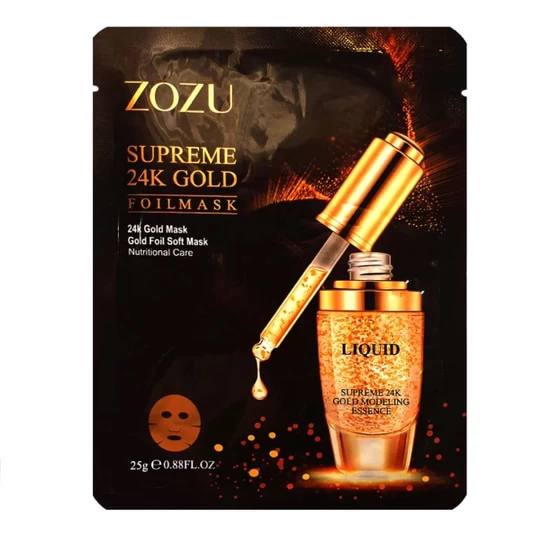 ZOZU
SUPREME
24K GOLD
FOILMASK
24k Gold Mask
Gold Foil Soft Mask
Nutritional Care
LIQUID
SUPREME 24K
GOLD MODELING
ESSENCE
25g ℮ 0.88FL.OZ